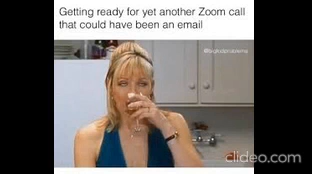 Getting ready for yet another Zoom call
that could have been an email
clideo.com